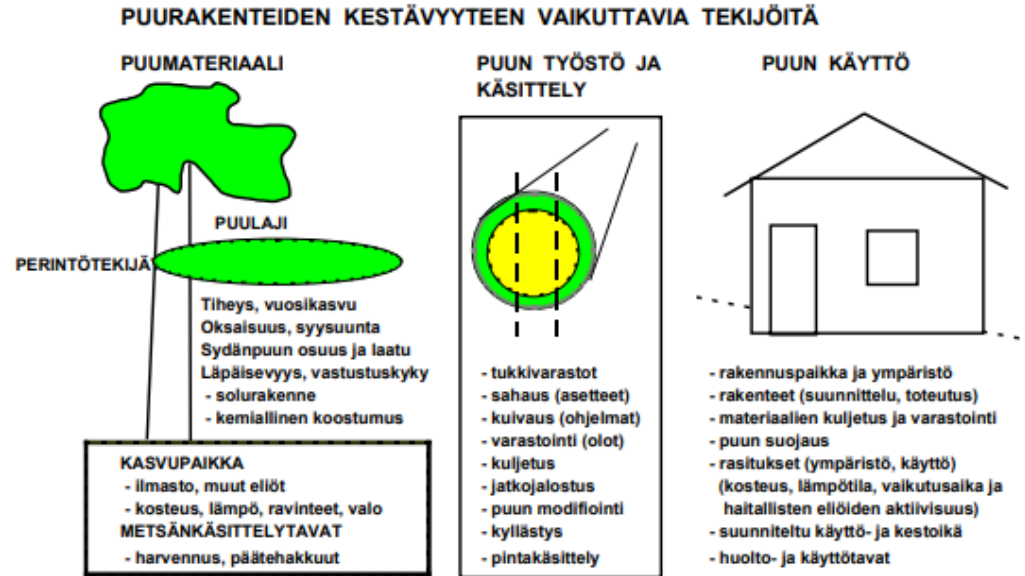 PUURAKENTEIDEN KESTÄVYYTEEN VAIKUTTAVIA TEKIJÖITÄ
PUUMATERIAALI
PUULAJI
PERINTÖTEKIJÄ
Tiheys, vuosikasvu
Oksaisuus, syysuunta
Sydänpuun osuus ja laatu
Läpäisevyys, vastustuskyky
- solurakenne
- kemiallinen koostumus
KASVUPAIKKA
- ilmasto, muut eliöt
- kosteus, lämpö, ravinteet, valo
METSÄNKÄSITTELYTAVAT
- harvennus, päätehakkuut
PUUN TYÖSTÖ JA
KÄSITTELY
- tukkivarastot
- sahaus (asetteet)
- kuivaus (ohjelmat)
- varastointi (olot)
- kuljetus
- jatkojalostus
- puun modifiointi
- kyllästys
- pintakäsittely
PUUN KÄYTTÖ
- rakennuspaikka ja ympäristö
- rakenteet (suunnittelu, toteutus)
- materiaalien kuljetus ja varastointi
- puun suojaus
- rasitukset (ympäristö, käyttö)
(kosteus, lämpötila, vaikutusaika ja
haitallisten eliöiden aktiivisuus)
- suunniteltu käyttö- ja kestoikä
- huolto- ja käyttötavat